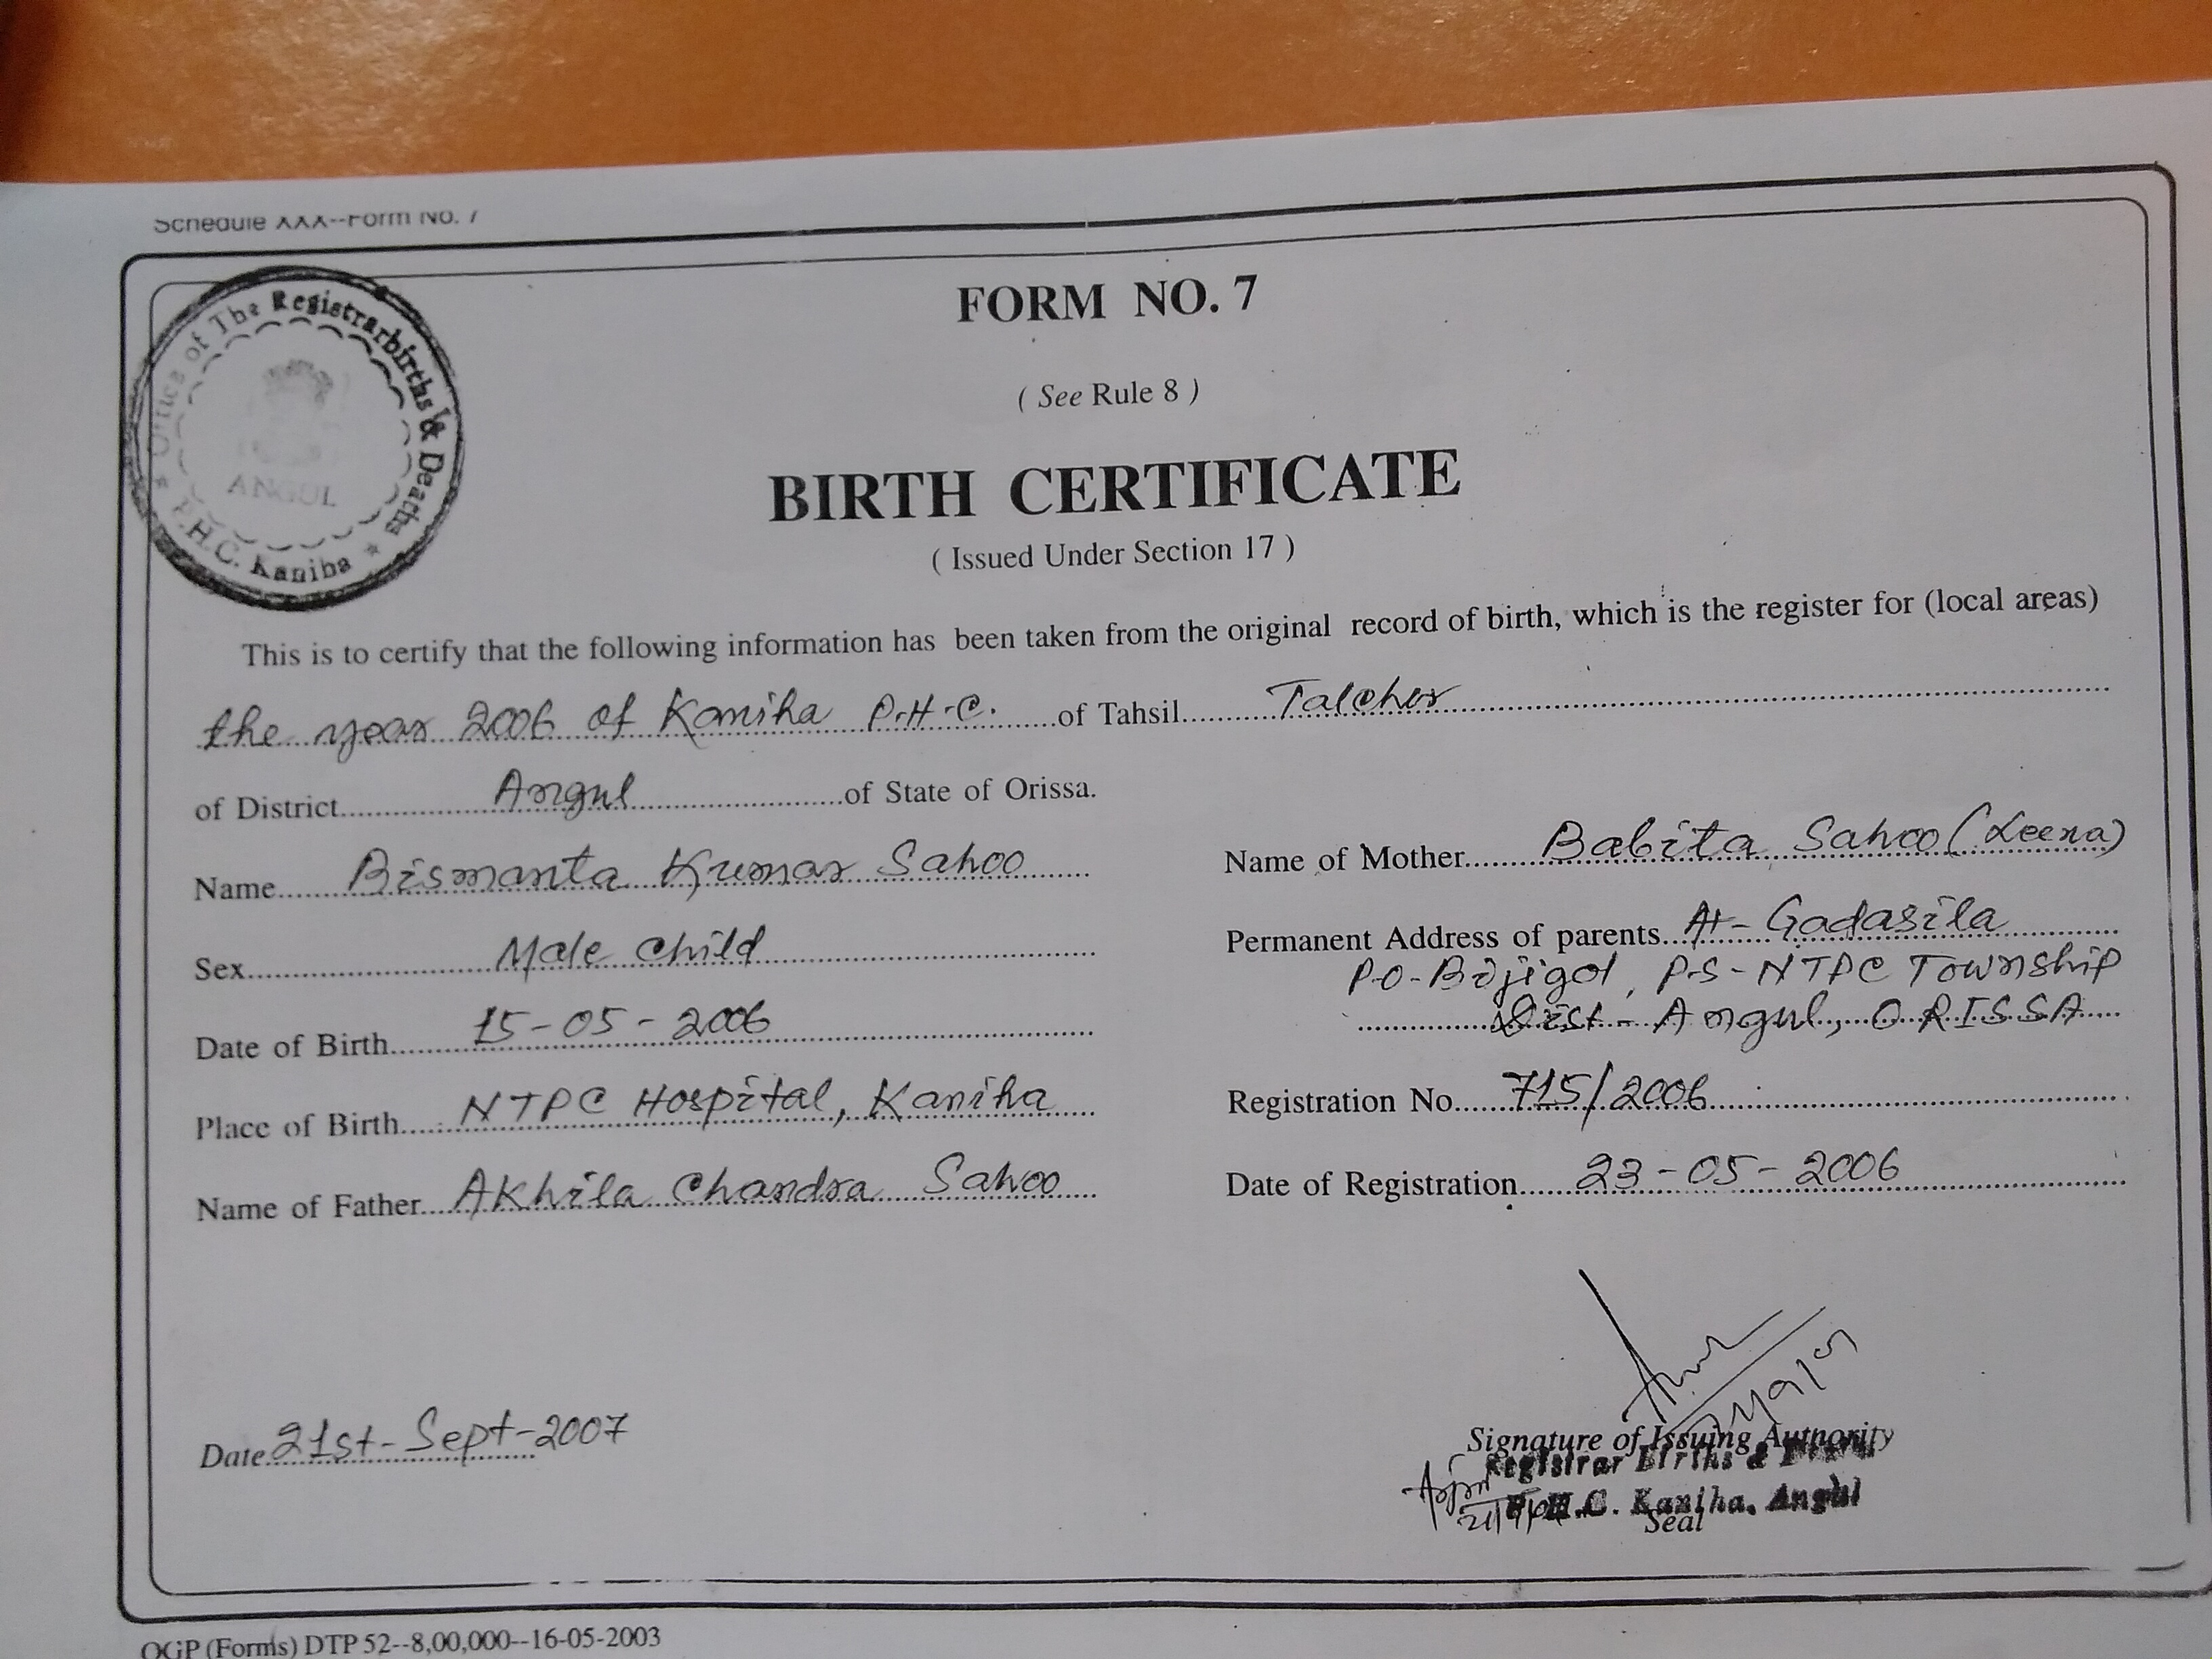 Schedule XXX--Form No. 7
Office of The Registrarbirths & Deaths
ANGUL
P.H.C. Kaniha
FORM NO. 7
( See Rule 8 )
BIRTH CERTIFICATE
( Issued Under Section 17 )
This is to certify that the following information has been taken from the original record of birth, which is the register for (local areas)
the year 2006 of Kaniha P.H.C. of Tahsil Talcher
of District Angul of State of Orissa.
Name Bismanta Kumar Sahoo
Sex Male Child
Date of Birth 15-05-2006
Place of Birth NTPC Hospital, Kaniha
Name of Father Akhila Chandra Sahoo
Name of Mother Babita Sahoo (Leena)
Permanent Address of parents At- Gadasila
P.O-Bijigol, P.S-NTPC Township
Dist- Angul, ORISSA
Registration No. 715/2006
Date of Registration 23-05-2006
Date 21st-Sept-2007
Signature of Issuing Authority
Registrar Births &
P.H.C. Kaniha, Angul
Seal
OGP (Forms) DTP 52--8,00,000--16-05-2003